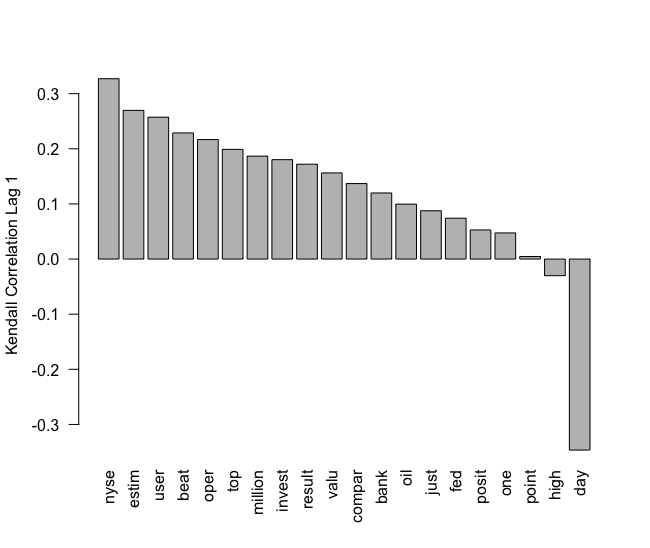 Kendall Correlation Lag 1
0.3
0.2
0.1
0.0
-0.1
-0.2
-0.3
nyse
estim
user
beat
oper
top
million
invest
result
valu
compar
bank
oil
just
fed
posit
one
point
high
day